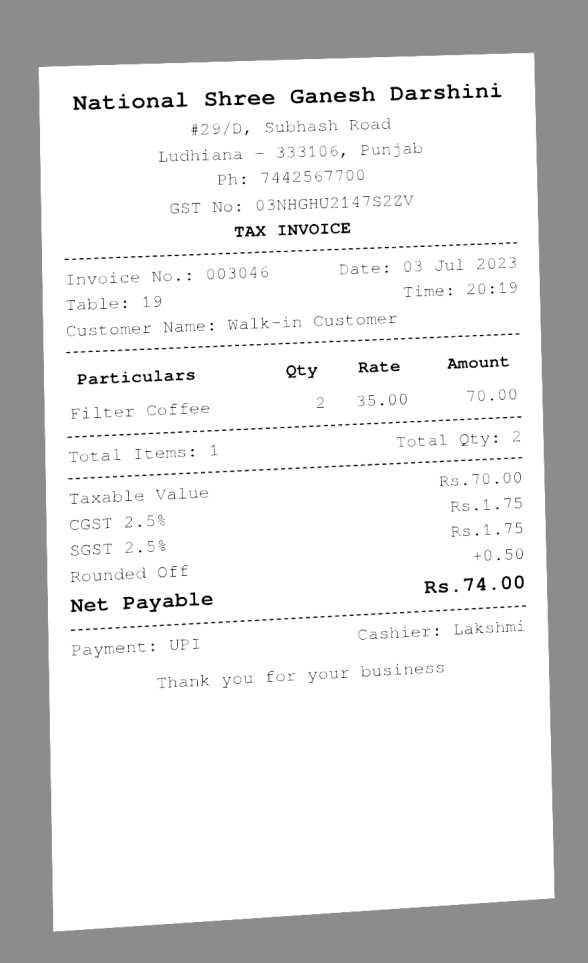 National Shree Ganesh Darshini
#29/D, Subhash Road
Ludhiana - 333106, Punjab
Ph: 7442567700
GST No: 03NHGHU2147S2ZV
TAX INVOICE
Invoice No.: 003046 Date: 03 Jul 2023
Table: 19 Time: 20:19
Customer Name: Walk-in Customer
Particulars Qty Rate Amount
Filter Coffee 2 35.00 70.00
Total Items: 1 Total Qty: 2
Taxable Value Rs.70.00
CGST 2.5% Rs.1.75
SGST 2.5% Rs.1.75
Rounded Off +0.50
Net Payable Rs.74.00
Payment: UPI Cashier: Lakshmi
Thank you for your business